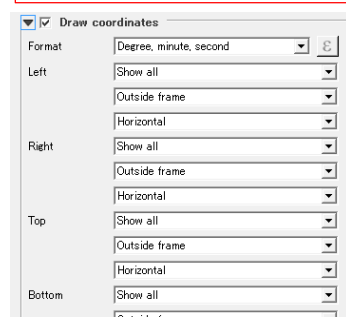 Draw coordinates
Format Degree, minute, second ε
Left Show all
Outside frame
Horizontal
Right Show all
Outside frame
Horizontal
Top Show all
Outside frame
Horizontal
Bottom Show all